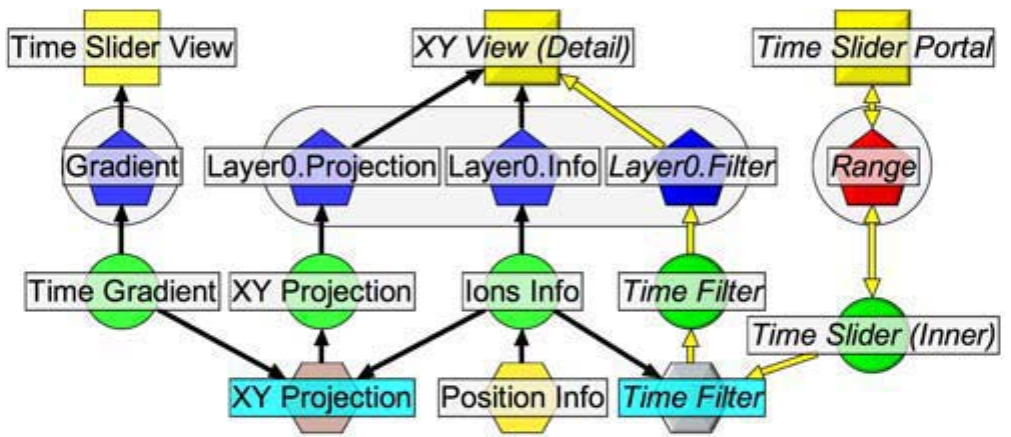 Time Slider View
XY View (Detail)
Time Slider Portal
Gradient
Layer0.Projection
Layer0.Info
Layer0.Filter
Range
Time Gradient
XY Projection
Ions Info
Time Filter
Time Slider (Inner)
XY Projection
Position Info
Time Filter